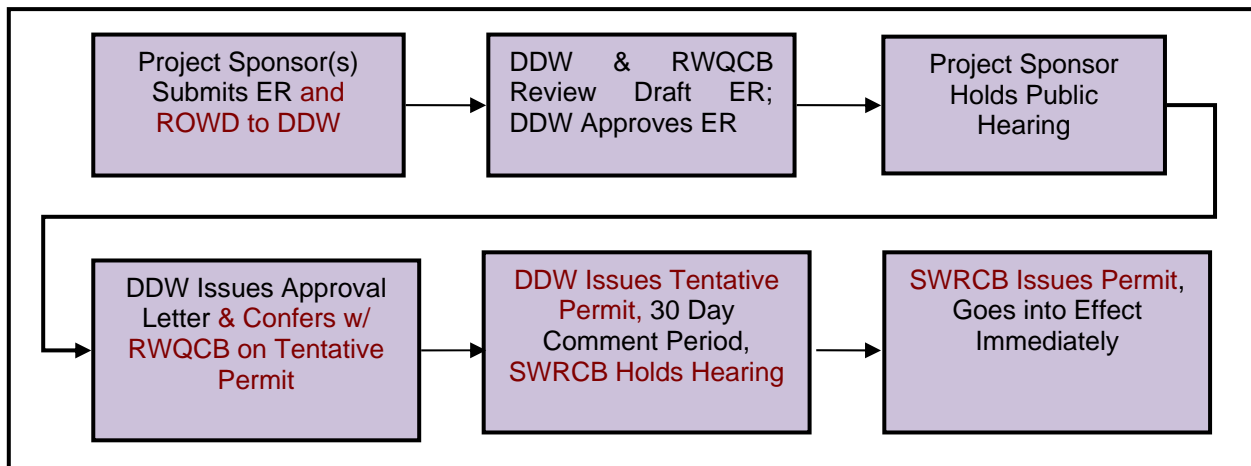 Project Sponsor(s)
Submits ER and
ROWD to DDW
DDW & RWQCB
Review Draft ER;
DDW Approves ER
Project Sponsor
Holds Public
Hearing
DDW Issues Approval
Letter & Confers w/
RWQCB on Tentative
Permit
DDW Issues Tentative
Permit, 30 Day
Comment Period,
SWRCB Holds Hearing
SWRCB Issues Permit,
Goes into Effect
Immediately